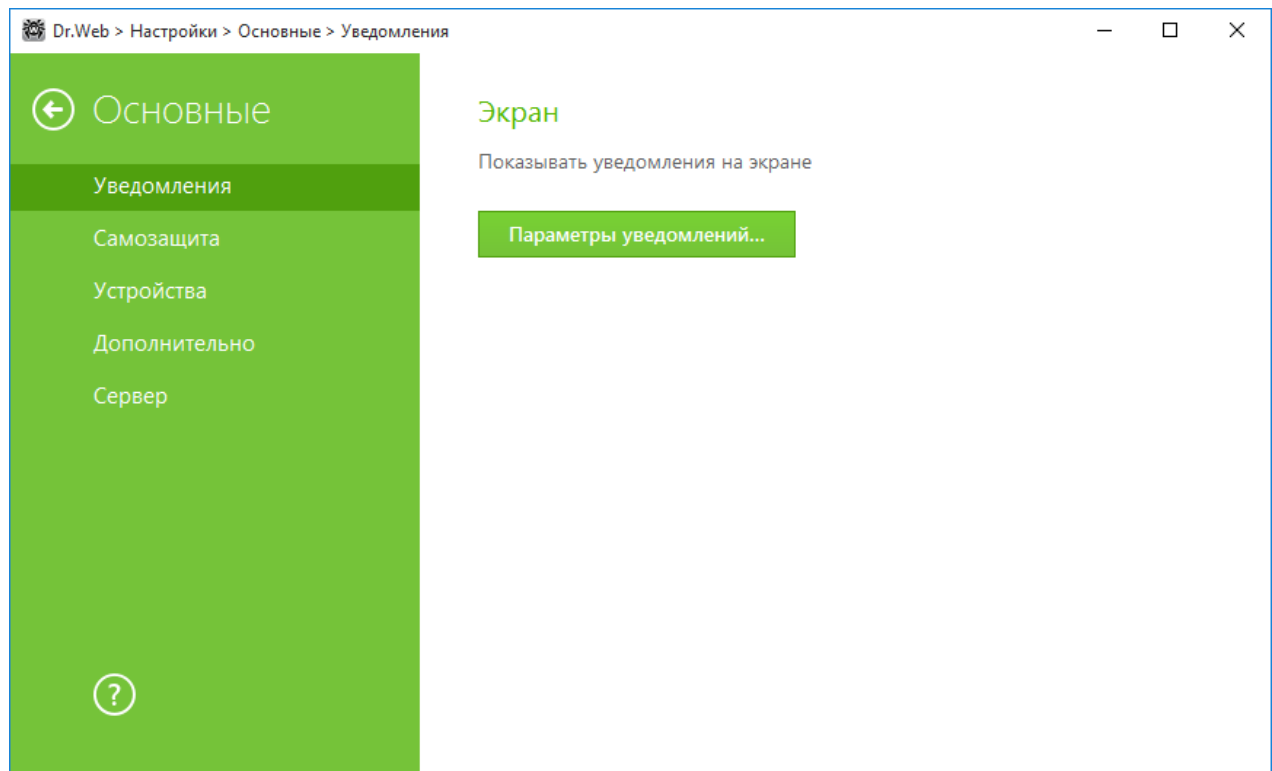 Dr.Web > Настройки > Основные > Уведомления
Основные
Уведомления
Самозащита
Устройства
Дополнительно
Сервер
?
Экран
Показывать уведомления на экране
Параметры уведомлений...